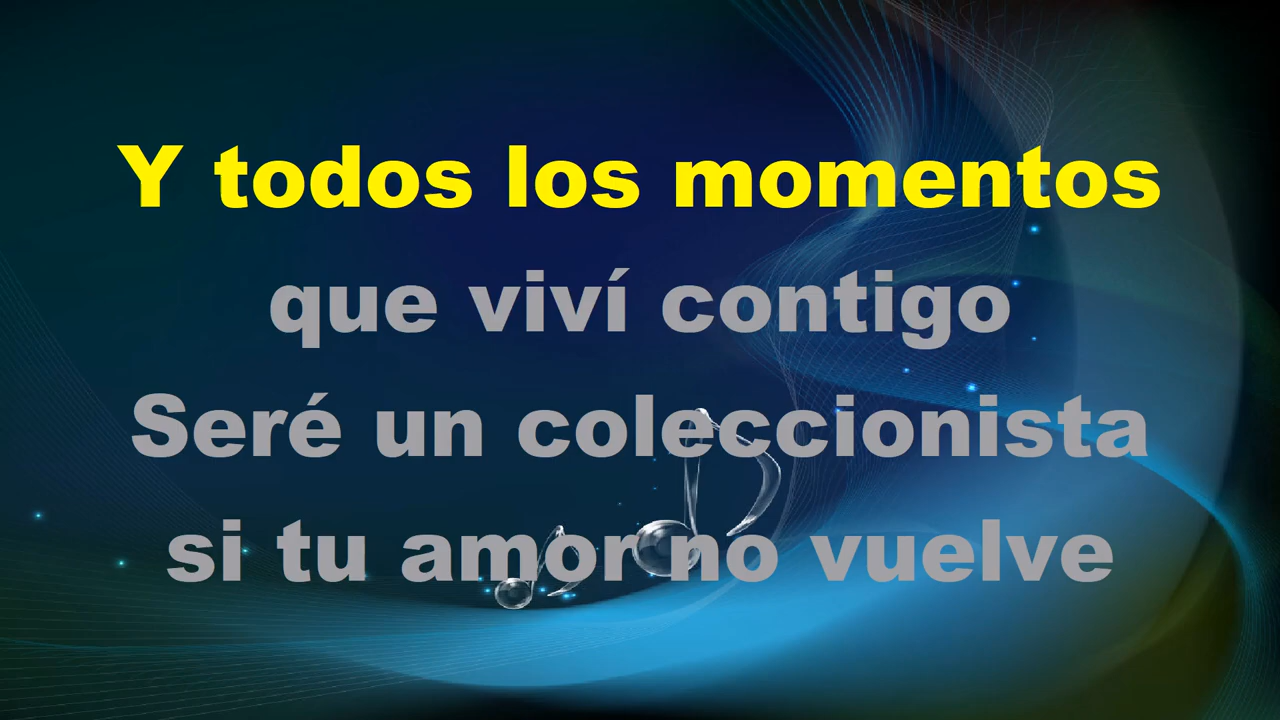 Y todos los momentos
que viví contigo
Seré un coleccionista
si tu amor no vuelve